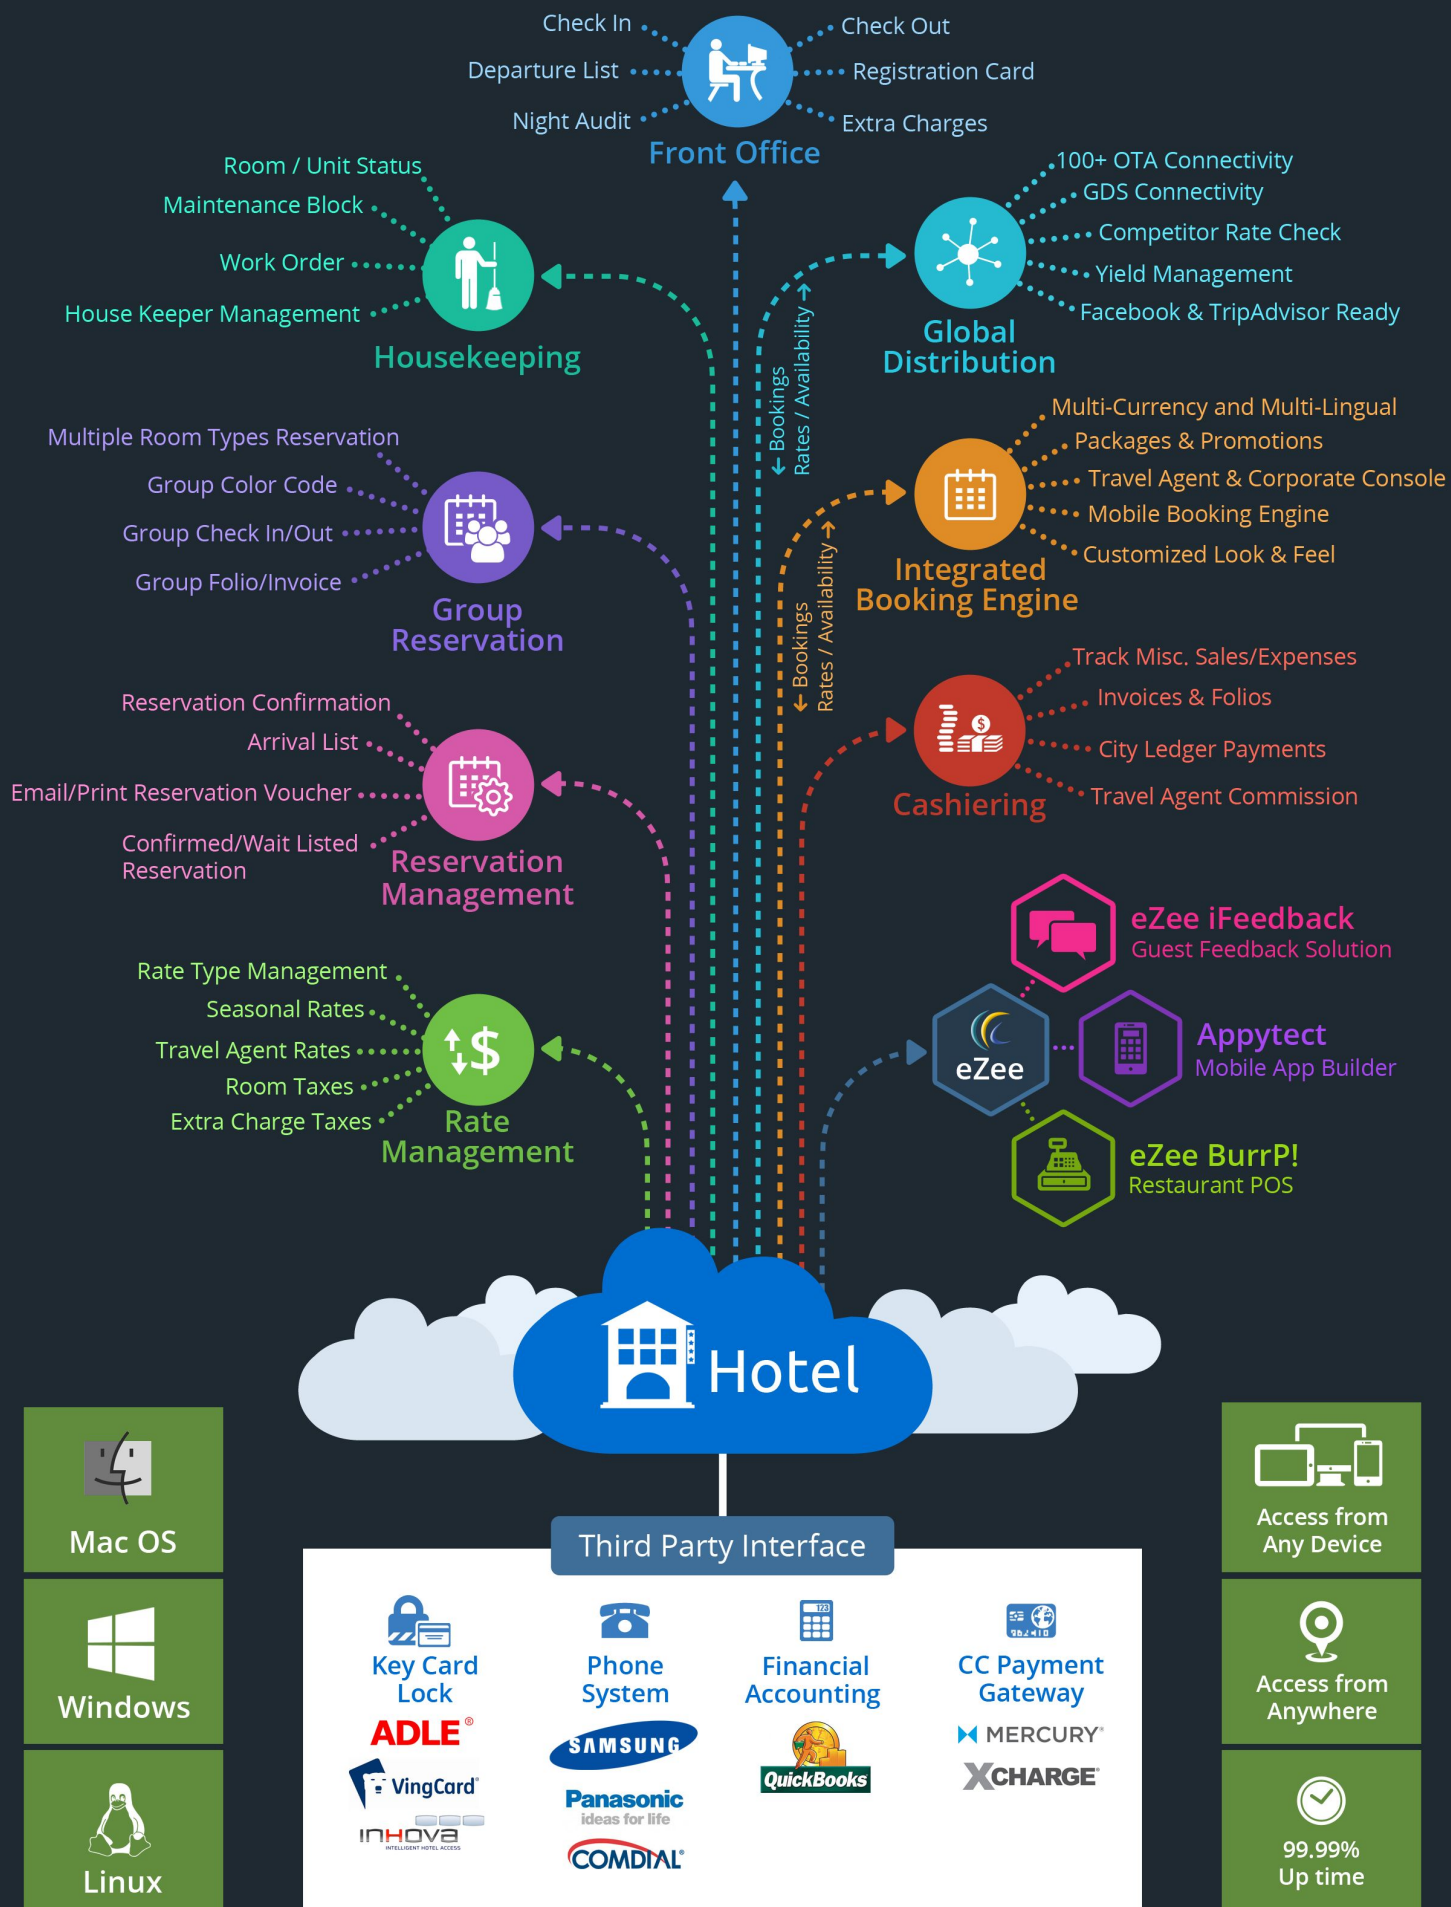 Check In
Departure List
Night Audit
Check Out
Registration Card
Extra Charges
Front Office
Room / Unit Status
Maintenance Block
Work Order
House Keeper Management
Housekeeping
100+ OTA Connectivity
GDS Connectivity
Competitor Rate Check
Yield Management
Facebook & TripAdvisor Ready
Global
Distribution
← Bookings
Rates / Availability →
Multiple Room Types Reservation
Group Color Code
Group Check In/Out
Group Folio/Invoice
Group
Reservation
Multi-Currency and Multi-Lingual
Packages & Promotions
Travel Agent & Corporate Console
Mobile Booking Engine
Customized Look & Feel
Integrated
Booking Engine
← Bookings
Rates / Availability →
Reservation Confirmation
Arrival List
Email/Print Reservation Voucher
Confirmed/Wait Listed
Reservation
Reservation
Management
Track Misc. Sales/Expenses
Invoices & Folios
City Ledger Payments
Travel Agent Commission
$
Cashiering
Rate Type Management
Seasonal Rates
Travel Agent Rates
Room Taxes
Extra Charge Taxes
$
Rate
Management
eZee iFeedback
Guest Feedback Solution
eZee
Appytect
Mobile App Builder
eZee BurrP!
Restaurant POS
Hotel
Mac OS
Windows
Linux
Third Party Interface
Key Card
Lock
ADLE®
VingCard®
INHOVA
INTELLIGENT HOTEL ACCESS
Phone
System
SAMSUNG
Panasonic
ideas for life
COMDIAL®
123
Financial
Accounting
QuickBooks
CC Payment
Gateway
MERCURY®
XCHARGE®
Access from
Any Device
Access from
Anywhere
99.99%
Up time